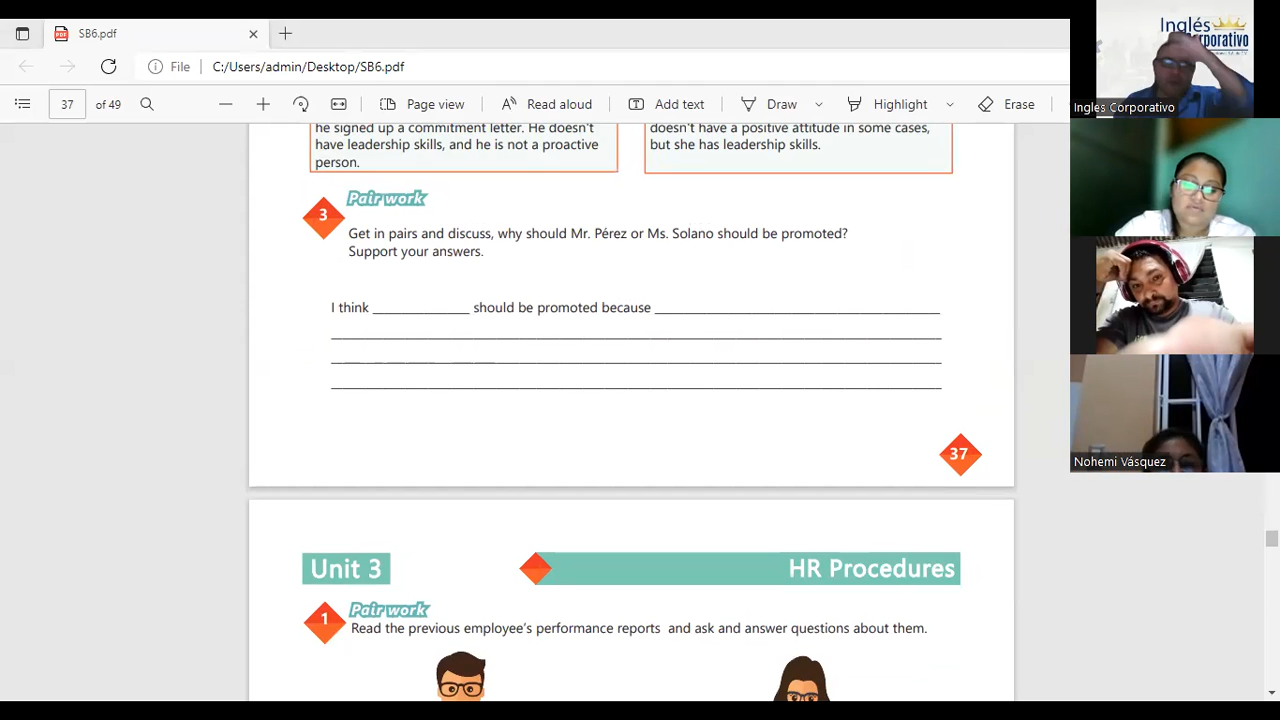 SB6.pdf
File
C:/Users/admin/Desktop/SB6.pdf
37 of 49
Page view
Read aloud
Add text
Draw
Highlight
Erase
he signed up a commitment letter. He doesn't
have leadership skills, and he is not a proactive
person.
doesn't have a positive attitude in some cases,
but she has leadership skills.
3
Pair work
Get in pairs and discuss, why should Mr. Pérez or Ms. Solano should be promoted?
Support your answers.
I think ____________ should be promoted because ____________
37
Unit 3
HR Procedures
1
Pair work
Read the previous employee's performance reports and ask and answer questions about them.
Inglés
Corporativo
Ingles Corporativo
Nohemi Vásquez